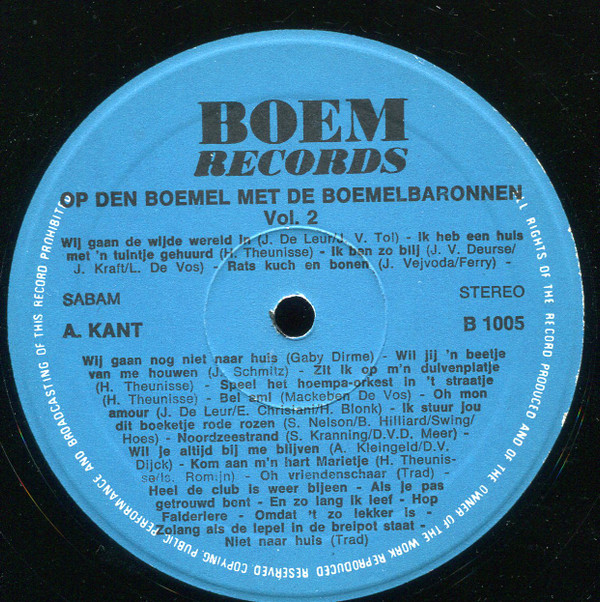 BOEM
RECORDS
OP DEN BOEMEL MET DE BOEMELBARONNEN
Vol. 2
Wij gaan de wijde wereld in (J. De Leur/J. V. Tol) - Ik heb een huis
met 'n tuintje gehuurd (H. Theunisse) - Ik ben zo blij (J. V. Deurse/
J. Kraft/L. De Vos) - Rats kuch en bonen (J. Vejvoda/Ferry) -
SABAM
STEREO
A. KANT
B 1005
Wij gaan nog niet naar huis (Gaby Dirme) - Wil jij 'n beetje
van me houwen (J. Schmitz) - Zit ik op m'n duivenplatje
(H. Theunisse) - Speel het hoempa-orkest in 't straatje
(H. Theunisse) - Bel ami (Mackeben De Vos) - Oh mon
amour (J. De Leur/E. Chrisiani/H. Blonk) - Ik stuur jou
dit boeketje rode rozen (S. Nelson/B. Hilliard/Swing/
Hoes) - Noordzeestrand (S. Kranning/D.V.D. Meer) -
Wil je altijd bij me blijven (A. Kleingeld/D.V.
Dijck) - Kom aan m'n hart Marietje (H. Theunis-
se/s. Romijn) - Oh vriendenschaar (Trad) -
Heel de club is weer bijeen - Als je pas
getrouwd bent - En zo lang ik leef - Hop
Falderiere - Omdat 't zo lekker is -
Zolang als de lepel in de breipot staat -
Niet naar huis (Trad)
ALL RIGHTS OF THE RECORD PRODUCED AND OF THE OWNER OF THE WORK REPRODUCED RESERVED COPYING, PUBLIC PERFORMANCE AND BROADCASTING OF THIS RECORD PROHIBITED